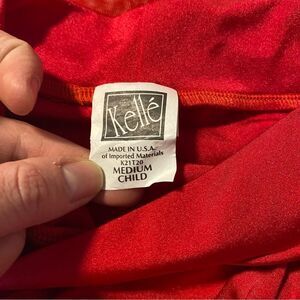 Kellé
MADE IN U.S.A.
of Imported Materials
K21T20
MEDIUM
CHILD